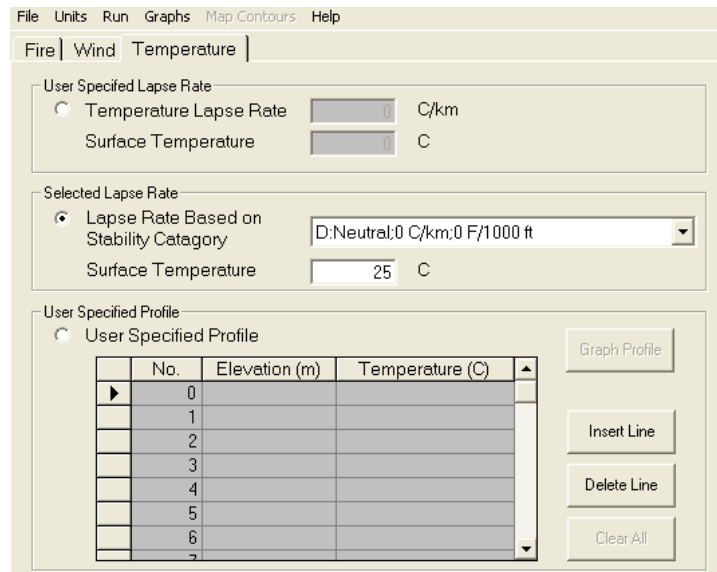 File Units Run Graphs Map Contours Help
Fire Wind Temperature
User Specifed Lapse Rate
Temperature Lapse Rate 0 C/km
Surface Temperature 0 C
Selected Lapse Rate
Lapse Rate Based on
Stability Catagory
D:Neutral;0 C/km;0 F/1000 ft
Surface Temperature 25 C
User Specified Profile
User Specified Profile
Graph Profile
No. Elevation (m) Temperature (C)
0
1
2
3
4
5
6
Insert Line
Delete Line
Clear All